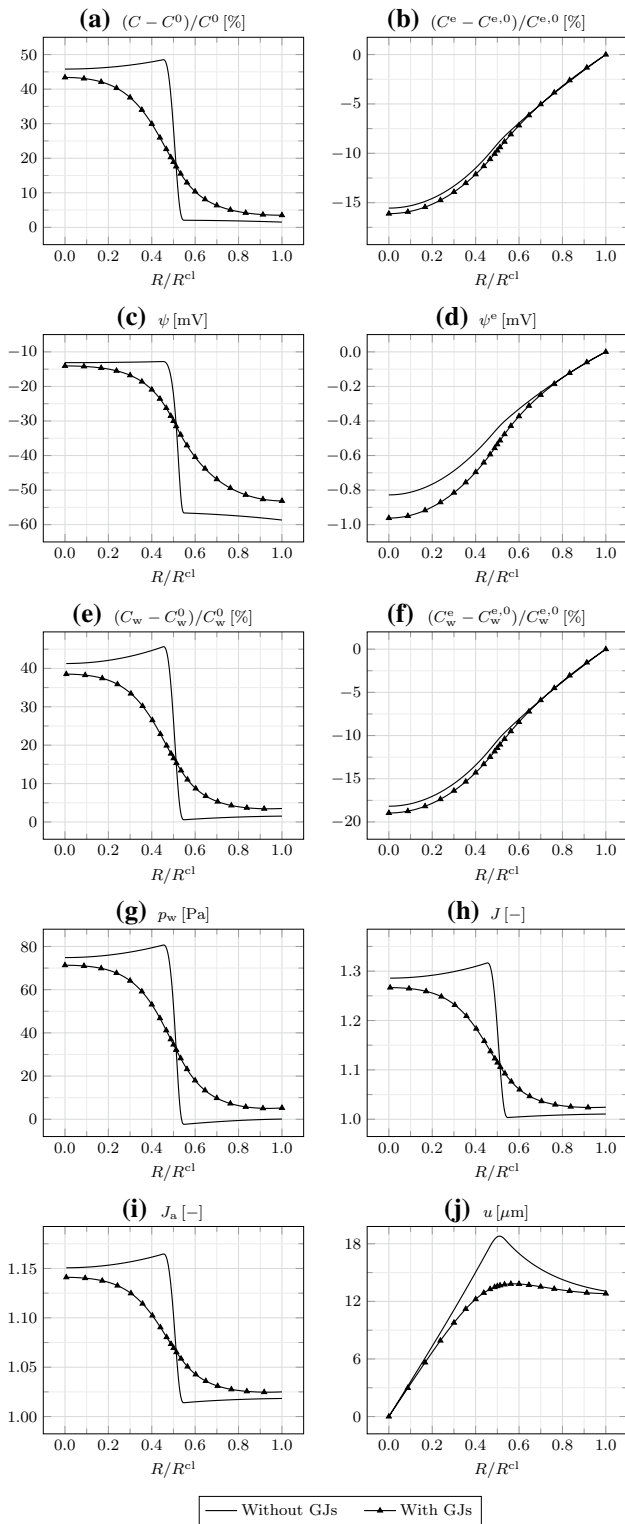 (a) (C − C⁰)/C⁰ [%]
(b) (Cᵉ − Cᵉ,⁰)/Cᵉ,⁰ [%]
50
40
30
20
10
0
0.0 0.2 0.4 0.6 0.8 1.0
R/Rᶜˡ
0
−5
−10
−15
0.0 0.2 0.4 0.6 0.8 1.0
R/Rᶜˡ
(c) ψ [mV]
(d) ψᵉ [mV]
−10
−20
−30
−40
−50
−60
0.0 0.2 0.4 0.6 0.8 1.0
R/Rᶜˡ
0.0
−0.2
−0.4
−0.6
−0.8
−1.0
0.0 0.2 0.4 0.6 0.8 1.0
R/Rᶜˡ
(e) (C_w − C_w⁰)/C_w⁰ [%]
(f) (C_wᵉ − C_wᵉ,⁰)/C_wᵉ,⁰ [%]
40
30
20
10
0
0.0 0.2 0.4 0.6 0.8 1.0
R/Rᶜˡ
0
−5
−10
−15
−20
0.0 0.2 0.4 0.6 0.8 1.0
R/Rᶜˡ
(g) p_w [Pa]
(h) J [−]
80
60
40
20
0
0.0 0.2 0.4 0.6 0.8 1.0
R/Rᶜˡ
1.3
1.2
1.1
1.0
0.0 0.2 0.4 0.6 0.8 1.0
R/Rᶜˡ
(i) J_a [−]
(j) u [μm]
1.15
1.10
1.05
1.00
0.0 0.2 0.4 0.6 0.8 1.0
R/Rᶜˡ
18
12
6
0
0.0 0.2 0.4 0.6 0.8 1.0
R/Rᶜˡ
Without GJs With GJs